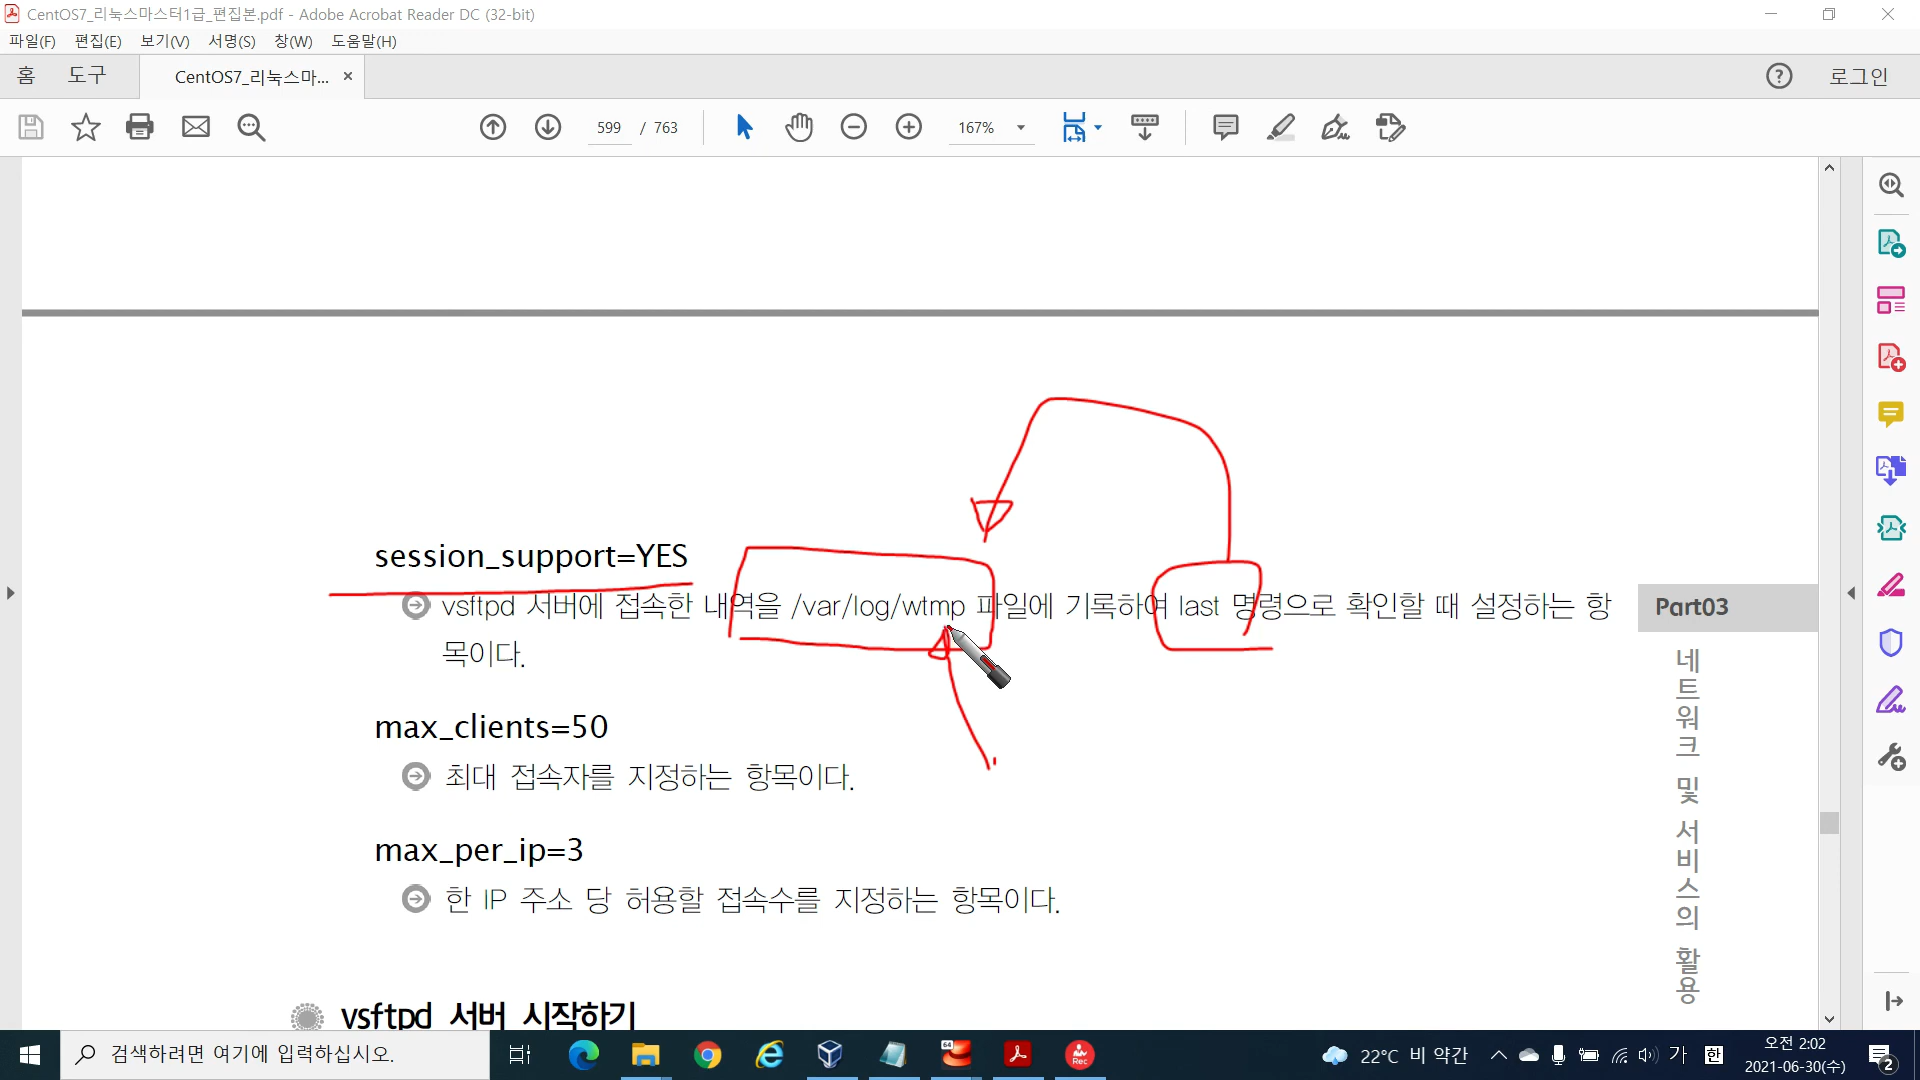 CentOS7_리눅스마스터1급_편집본.pdf - Adobe Acrobat Reader DC (32-bit)
파일(F) 편집(E) 보기(V) 서명(S) 창(W) 도움말(H)
홈 도구 CentOS7_리눅스마... × ? 로그인
599 / 763 167%
session_support=YES
vsftpd 서버에 접속한 내역을 /var/log/wtmp 파일에 기록하여 last 명령으로 확인할 때 설정하는 항
목이다.
max_clients=50
최대 접속자를 지정하는 항목이다.
max_per_ip=3
한 IP 주소 당 허용할 접속수를 지정하는 항목이다.
vsftpd 서버 시작하기
Part03
네트워크 및 서비스의 활용
검색하려면 여기에 입력하십시오.
64
Rec
22°C 비 약간
가 한
오전 2:02
2021-06-30(수)
2